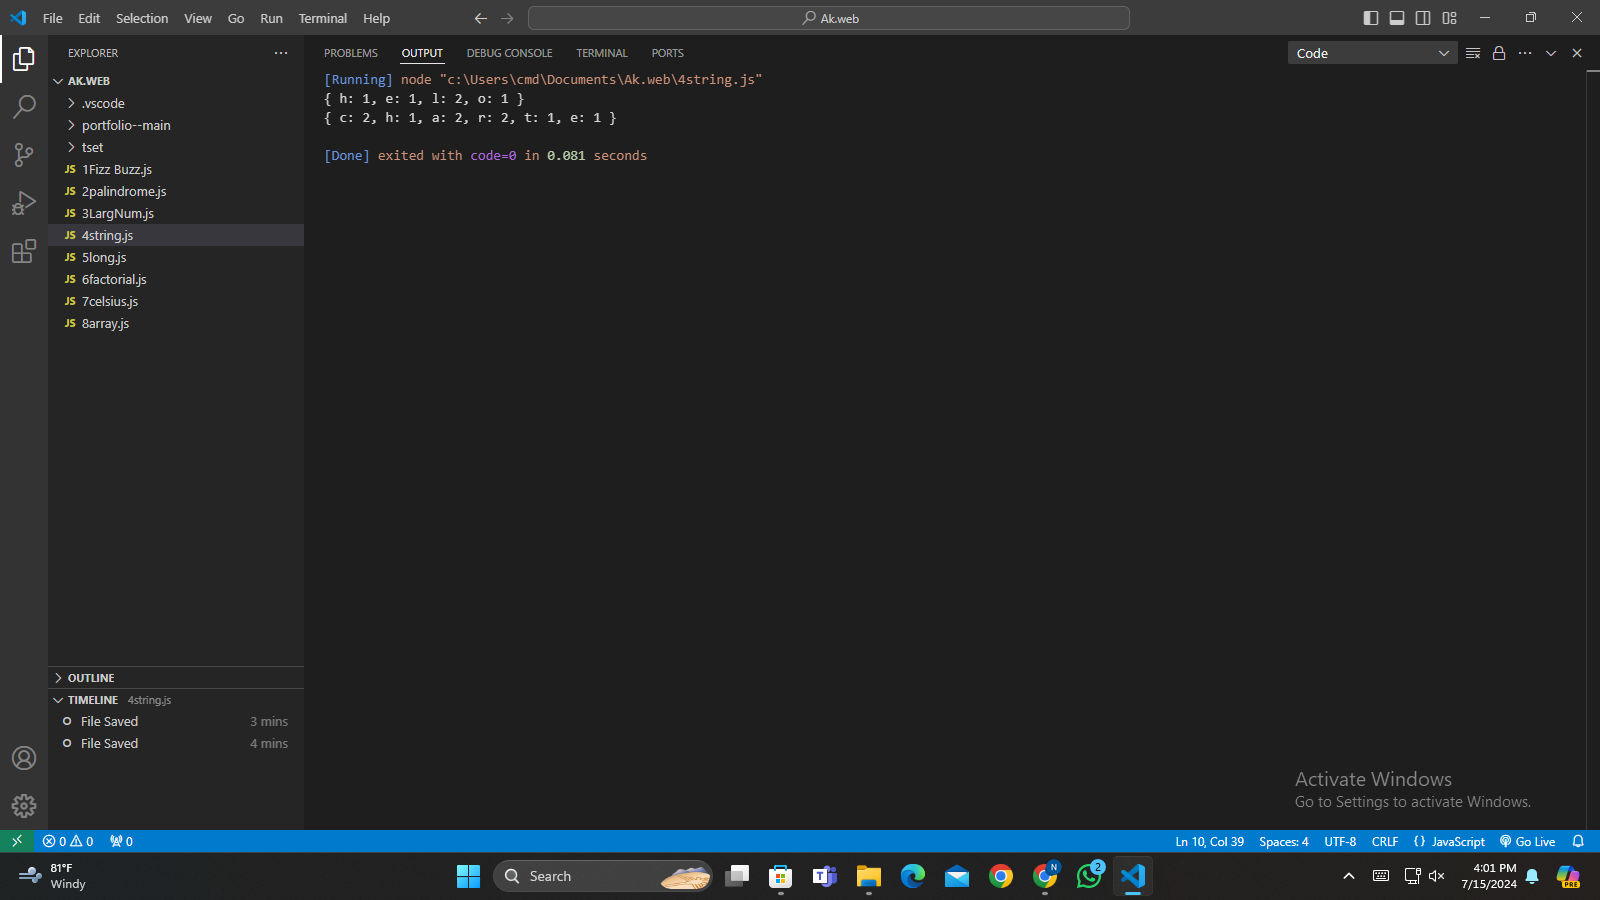 File Edit Selection View Go Run Terminal Help
Ak.web
EXPLORER
AK.WEB
.vscode
portfolio--main
tset
JS 1Fizz Buzz.js
JS 2palindrome.js
JS 3LargNum.js
JS 4string.js
JS 5long.js
JS 6factorial.js
JS 7celsius.js
JS 8array.js
OUTLINE
TIMELINE 4string.js
File Saved 3 mins
File Saved 4 mins
PROBLEMS OUTPUT DEBUG CONSOLE TERMINAL PORTS
Code
[Running] node "c:\Users\cmd\Documents\Ak.web\4string.js"
{ h: 1, e: 1, l: 2, o: 1 }
{ c: 2, h: 1, a: 2, r: 2, t: 1, e: 1 }
[Done] exited with code=0 in 0.081 seconds
Activate Windows
Go to Settings to activate Windows.
0 0 0
Ln 10, Col 39 Spaces: 4 UTF-8 CRLF {} JavaScript Go Live
81°F
Windy
Search
T
N
2
4:01 PM
7/15/2024
PRE